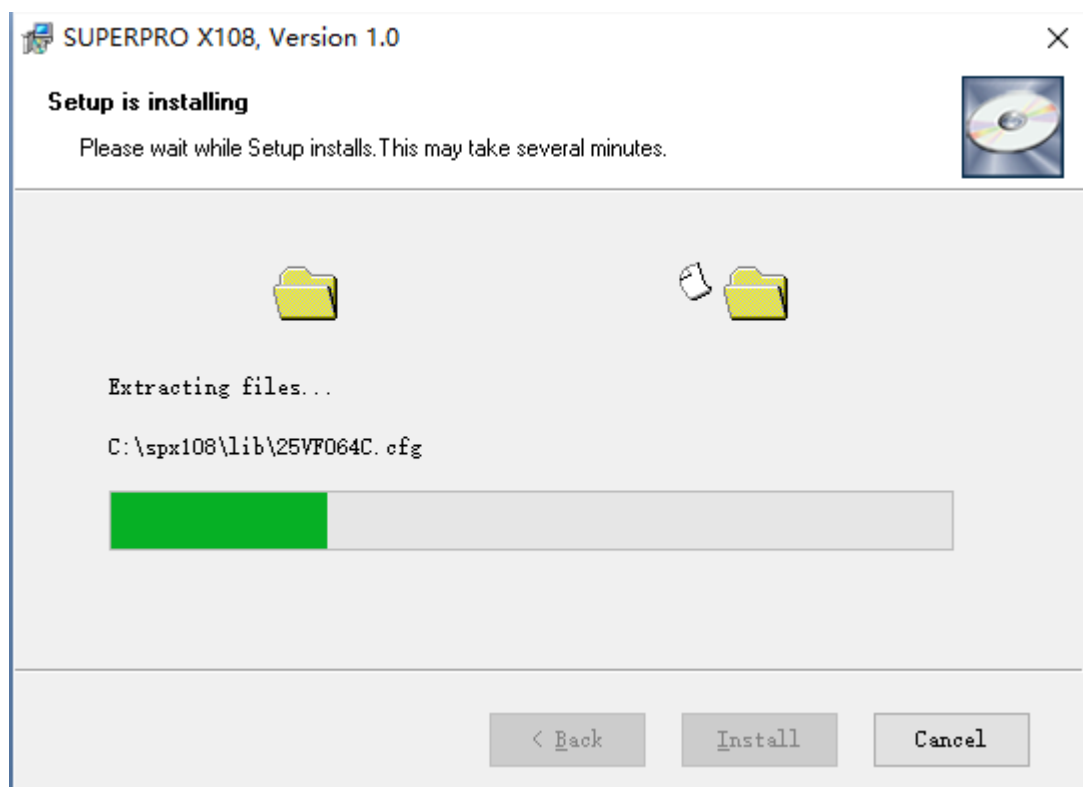 SUPERPRO X108, Version 1.0
Setup is installing
Please wait while Setup installs.This may take several minutes.
Extracting files...
C:\spx108\lib\25VF064C.cfg
< Back
Install
Cancel